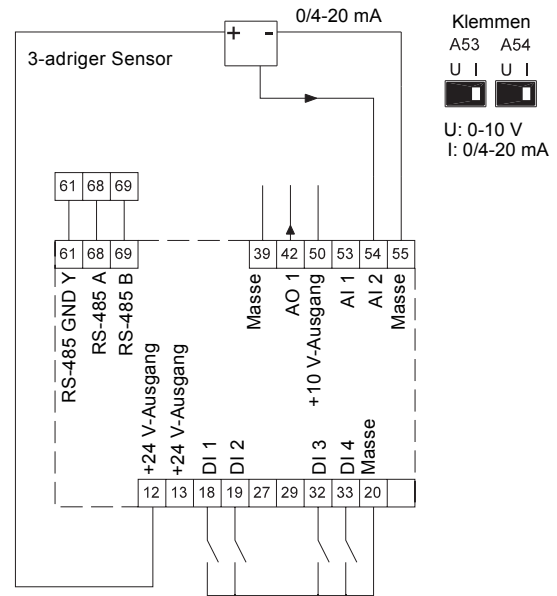 0/4-20 mA
+ -
3-adriger Sensor
Klemmen
A53 A54
U I U I
U: 0-10 V
I: 0/4-20 mA
61 68 69
61 68 69
39 42 50 53 54 55
RS-485 GND Y
RS-485 A
RS-485 B
Masse
AO 1
+10 V-Ausgang
AI 1
AI 2
Masse
+24 V-Ausgang
+24 V-Ausgang
DI 1
DI 2
DI 3
DI 4
Masse
12 13 18 19 27 29 32 33 20